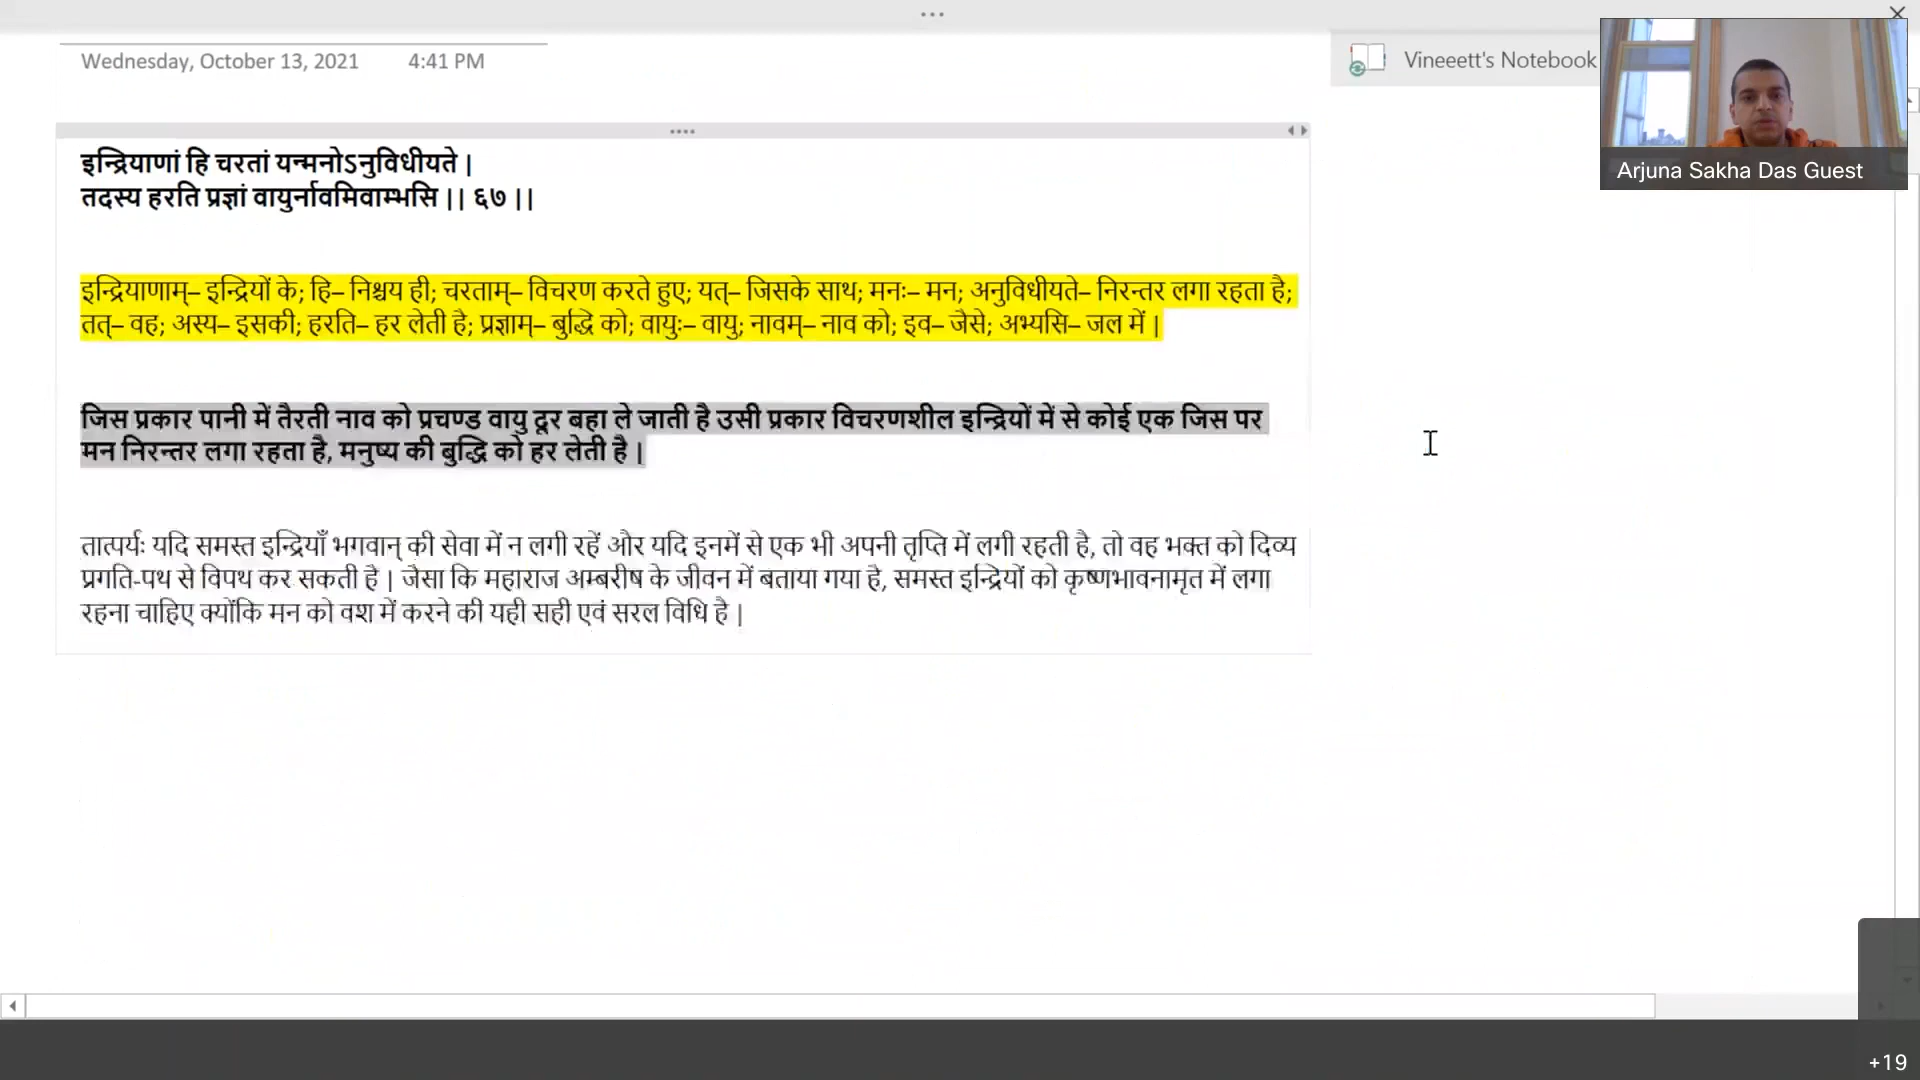 Wednesday, October 13, 2021 4:41 PM
Vineeett's Notebook
Arjuna Sakha Das Guest
इन्द्रियाणां हि चरतां यन्मनोऽनुविधीयते |
तदस्य हरति प्रज्ञां वायुर्नावमिवाम्भसि || ६७ ||
इन्द्रियाणाम्– इन्द्रियों के; हि– निश्चय ही; चरताम्– विचरण करते हुए; यत्– जिसके साथ; मनः– मन; अनुविधीयते– निरन्तर लगा रहता है;
तत्– वह; अस्य– इसकी; हरति– हर लेती है; प्रज्ञाम्– बुद्धि को; वायुः– वायु; नावम्– नाव को; इव– जैसे; अभ्यसि– जल में |
जिस प्रकार पानी में तैरती नाव को प्रचण्ड वायु दूर बहा ले जाती है उसी प्रकार विचरणशील इन्द्रियों में से कोई एक जिस पर
मन निरन्तर लगा रहता है, मनुष्य की बुद्धि को हर लेती है |
तात्पर्यः यदि समस्त इन्द्रियाँ भगवान् की सेवा में न लगी रहें और यदि इनमें से एक भी अपनी तृप्ति में लगी रहती है, तो वह भक्त को दिव्य
प्रगति-पथ से विपथ कर सकती है | जैसा कि महाराज अम्बरीष के जीवन में बताया गया है, समस्त इन्द्रियों को कृष्णभावनामृत में लगा
रहना चाहिए क्योंकि मन को वश में करने की यही सही एवं सरल विधि है |
+19